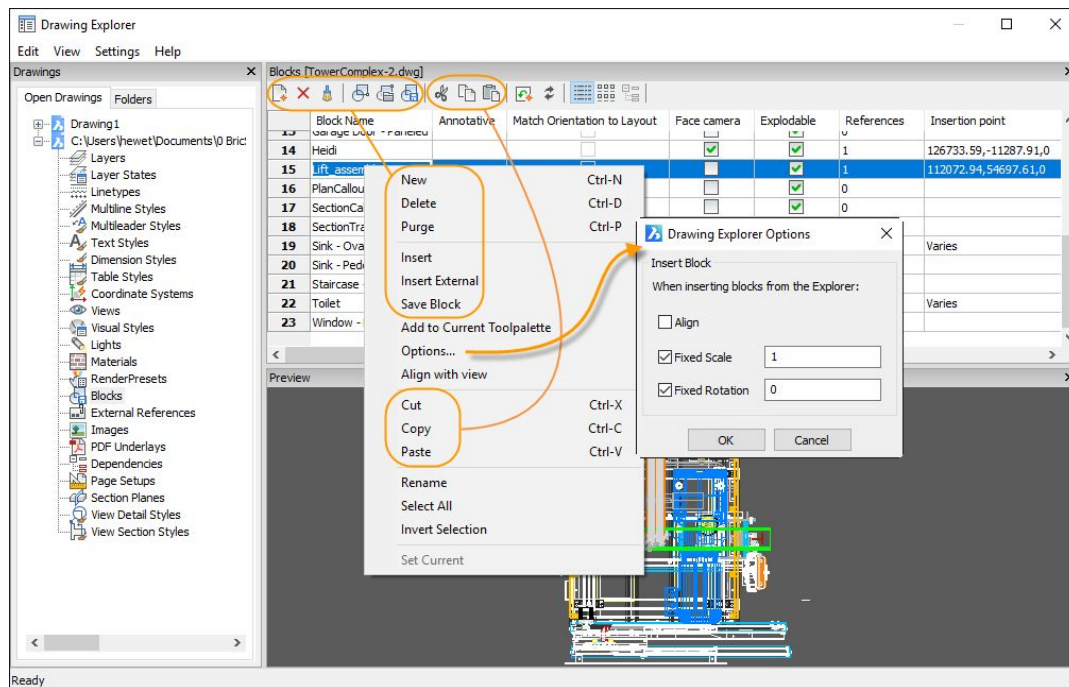 Drawing Explorer
Edit View Settings Help
Drawings
Open Drawings Folders
Drawing1
C:\Users\hewet\Documents\0 Bric
Layers
Layer States
Linetypes
Multiline Styles
Multileader Styles
Text Styles
Dimension Styles
Table Styles
Coordinate Systems
Views
Visual Styles
Lights
Materials
RenderPresets
Blocks
External References
Images
PDF Underlays
Dependencies
Page Setups
Section Planes
View Detail Styles
View Section Styles
Blocks [TowerComplex-2.dwg]
Block Name Annotative Match Orientation to Layout Face camera Explodable References Insertion point
13 Garage Door - Paneled 0
14 Heidi 1 126733.59,-11287.91,0
15 Lift_assem 1 112072.94,54697.61,0
16 PlanCallou 0
17 SectionCa 0
18 SectionTra
19 Sink - Ova Varies
20 Sink - Pede
21 Staircase
22 Toilet Varies
23 Window -
New Ctrl-N
Delete Ctrl-D
Purge Ctrl-P
Insert
Insert External
Save Block
Add to Current Toolpalette
Options...
Align with view
Cut Ctrl-X
Copy Ctrl-C
Paste Ctrl-V
Rename
Select All
Invert Selection
Set Current
Drawing Explorer Options
Insert Block
When inserting blocks from the Explorer:
Align
Fixed Scale 1
Fixed Rotation 0
OK Cancel
Preview
Ready